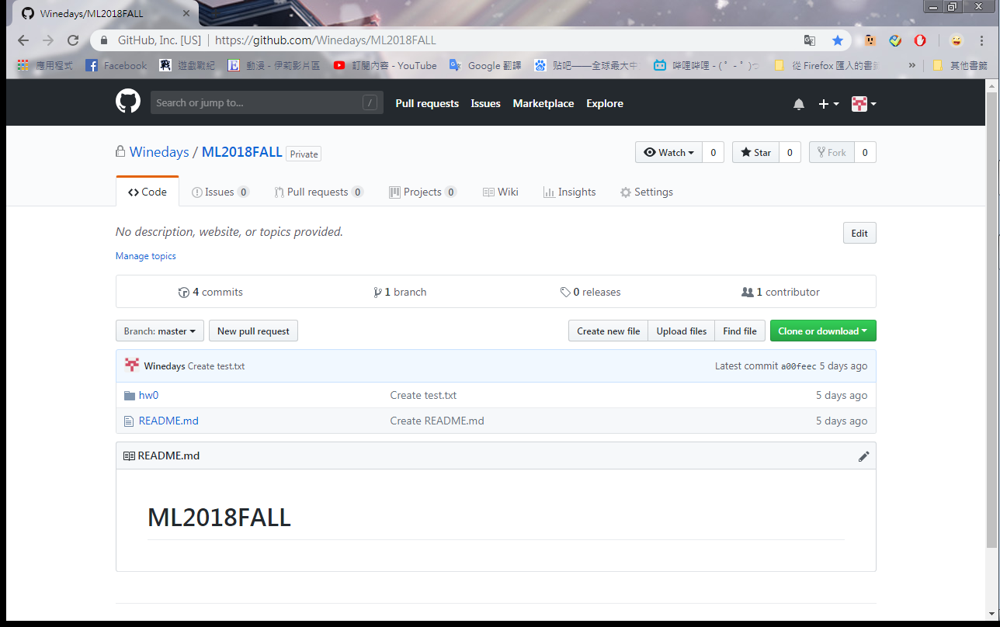 Winedays/ML2018FALL
GitHub, Inc. [US] | https://github.com/Winedays/ML2018FALL
應用程式 Facebook 遊戲戰紀 動漫 - 伊莉影片區 訂閱內容 - YouTube Google 翻譯 贴吧——全球最大中 哔哩哔哩 - ( ゜- ゜)つ 從 Firefox 匯入的書籤 » 其他書籤
Search or jump to... / Pull requests Issues Marketplace Explore
Winedays / ML2018FALL Private Watch 0 Star 0 Fork 0
Code Issues 0 Pull requests 0 Projects 0 Wiki Insights Settings
No description, website, or topics provided. Edit
Manage topics
4 commits 1 branch 0 releases 1 contributor
Branch: master New pull request Create new file Upload files Find file Clone or download
Winedays Create test.txt Latest commit a00feec 5 days ago
hw0 Create test.txt 5 days ago
README.md Create README.md 5 days ago
README.md
ML2018FALL